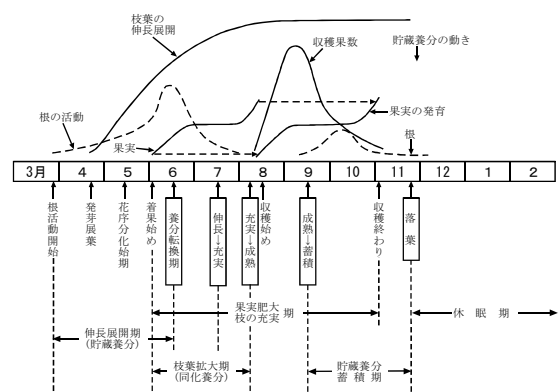 枝葉の
伸長展開
収穫果数
貯蔵養分の動き
果実の発育
根の活動
果実
根
3月 4 5 6 7 8 9 10 11 12 1 2
根活動開始
発芽展葉
花序分化始期
着果始め
養分転換期
伸長→充実
充実→成熟
収穫始め
成熟→蓄積
収穫終わり
落葉
果実肥大
枝の充実 期
休眠期
伸長展開期
(貯蔵養分)
枝葉拡大期
(同化養分)
貯蔵養分
蓄積期